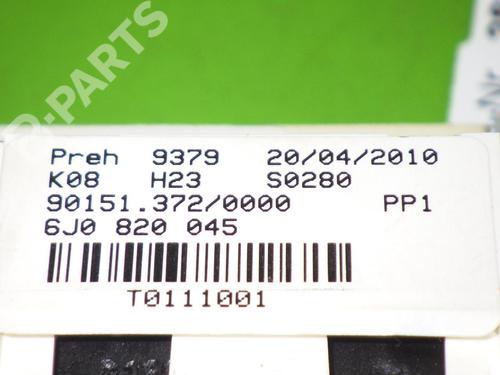 B-PARTS
Preh 9379 20/04/2010
K08 H23 S0280
90151.372/0000 PP1
6J0 820 045
T0111001